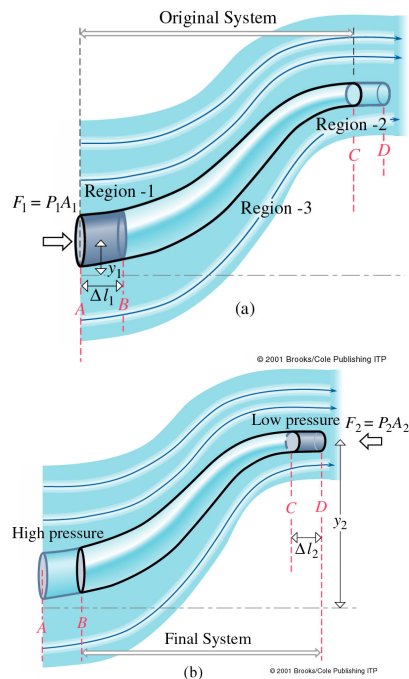 Original System
Region -2
C
D
Region -1
F₁ = P₁A₁
Region -3
y₁
Δl₁
A
B
(a)
© 2001 Brooks/Cole Publishing ITP
Low pressure
F₂ = P₂A₂
C
D
y₂
Δl₂
High pressure
A
B
Final System
(b)
© 2001 Brooks/Cole Publishing ITP